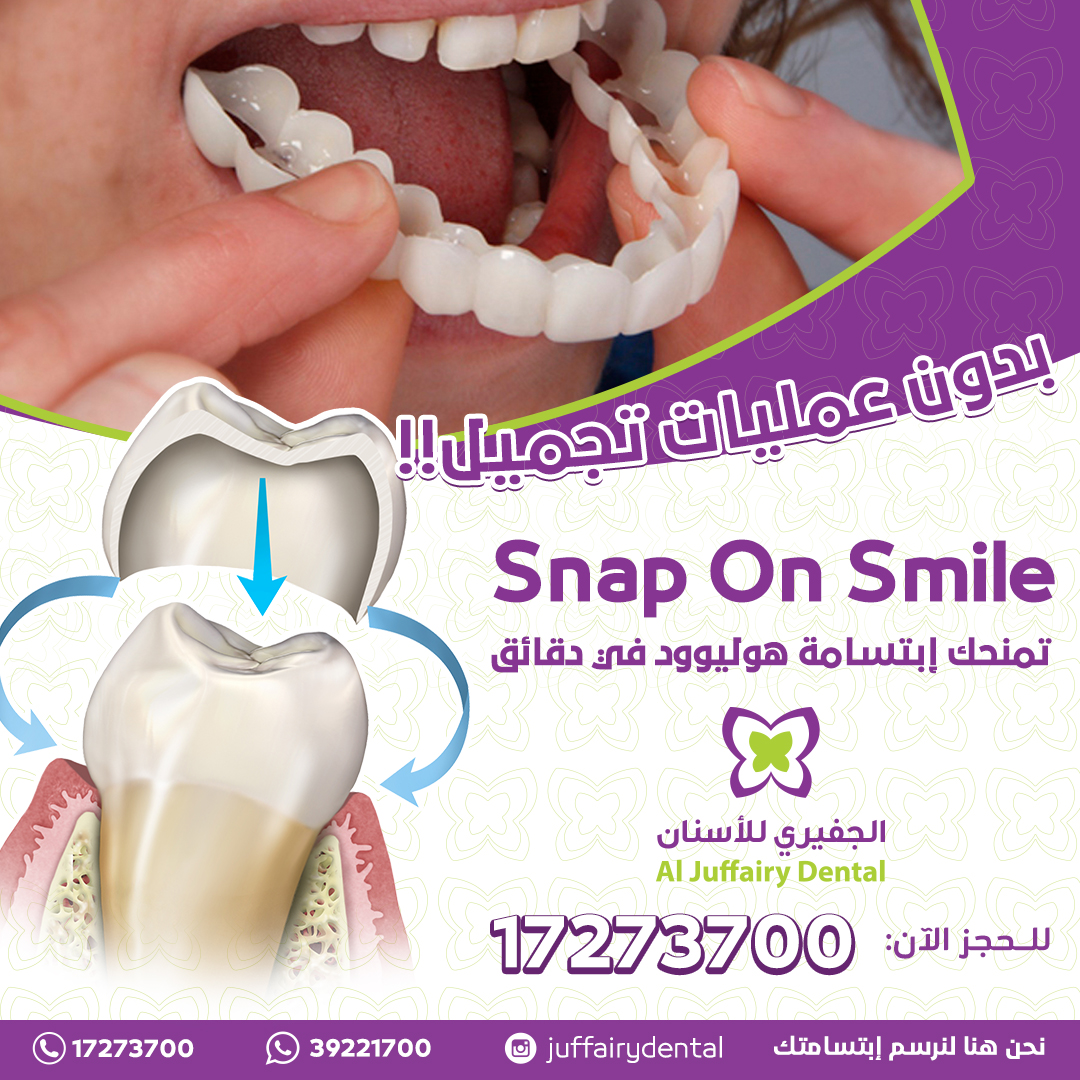 بدون عمليات تجميل!!
Snap On Smile
تمنحك إبتسامة هوليوود في دقائق
الجفيري للأسنان
Al Juffairy Dental
للـحجز الآن: 17273700
نحن هنا لنرسم إبتسامتك juffairydental 39221700 17273700